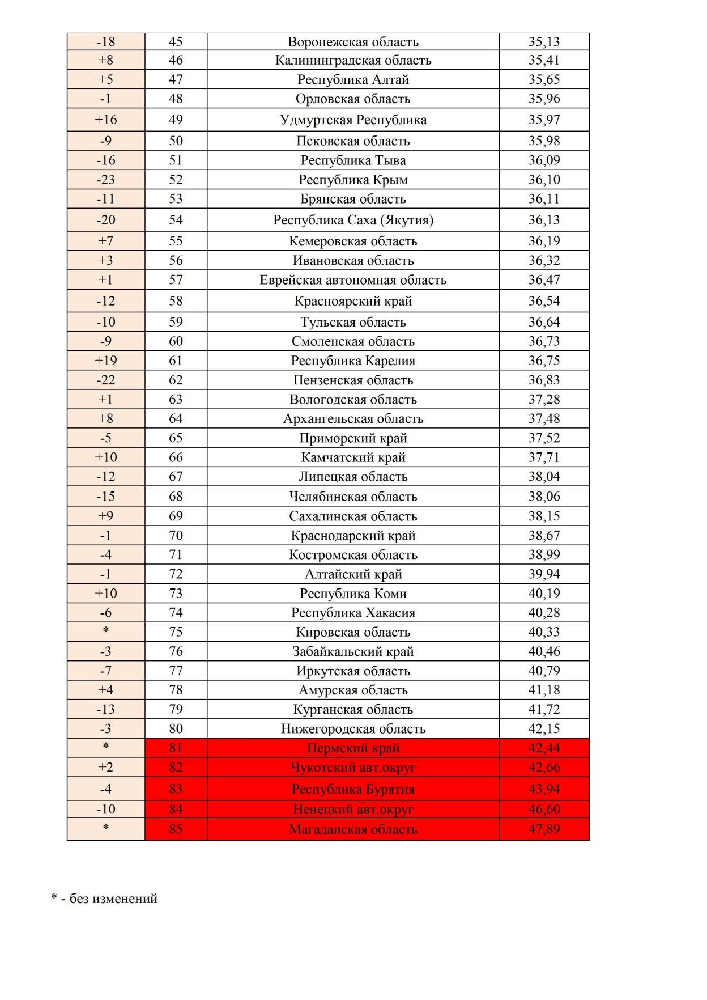 -18 45 Воронежская область 35,13
+8 46 Калининградская область 35,41
+5 47 Республика Алтай 35,65
-1 48 Орловская область 35,96
+16 49 Удмуртская Республика 35,97
-9 50 Псковская область 35,98
-16 51 Республика Тыва 36,09
-23 52 Республика Крым 36,10
-11 53 Брянская область 36,11
-20 54 Республика Саха (Якутия) 36,13
+7 55 Кемеровская область 36,19
+3 56 Ивановская область 36,32
+1 57 Еврейская автономная область 36,47
-12 58 Красноярский край 36,54
-10 59 Тульская область 36,64
-9 60 Смоленская область 36,73
+19 61 Республика Карелия 36,75
-22 62 Пензенская область 36,83
+1 63 Вологодская область 37,28
+8 64 Архангельская область 37,48
-5 65 Приморский край 37,52
+10 66 Камчатский край 37,71
-12 67 Липецкая область 38,04
-15 68 Челябинская область 38,06
+9 69 Сахалинская область 38,15
-1 70 Краснодарский край 38,67
-4 71 Костромская область 38,99
-1 72 Алтайский край 39,94
+10 73 Республика Коми 40,19
-6 74 Республика Хакасия 40,28
* 75 Кировская область 40,33
-3 76 Забайкальский край 40,46
-7 77 Иркутская область 40,79
+4 78 Амурская область 41,18
-13 79 Курганская область 41,72
-3 80 Нижегородская область 42,15
* 81 Пермский край 42,44
+2 82 Чукотский авт.округ 42,66
-4 83 Республика Бурятия 43,94
-10 84 Ненецкий авт.округ 46,60
* 85 Магаданская область 47,89
* - без изменений